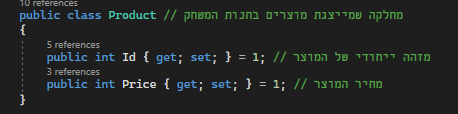 10 references
public class Product // מחלקה שמייצגת מוצרים בחנות המשחק
{
5 references
public int Id { get; set; } = 1; // מזהה ייחודי של המוצר
3 references
public int Price { get; set; } = 1; // מחיר המוצר
}